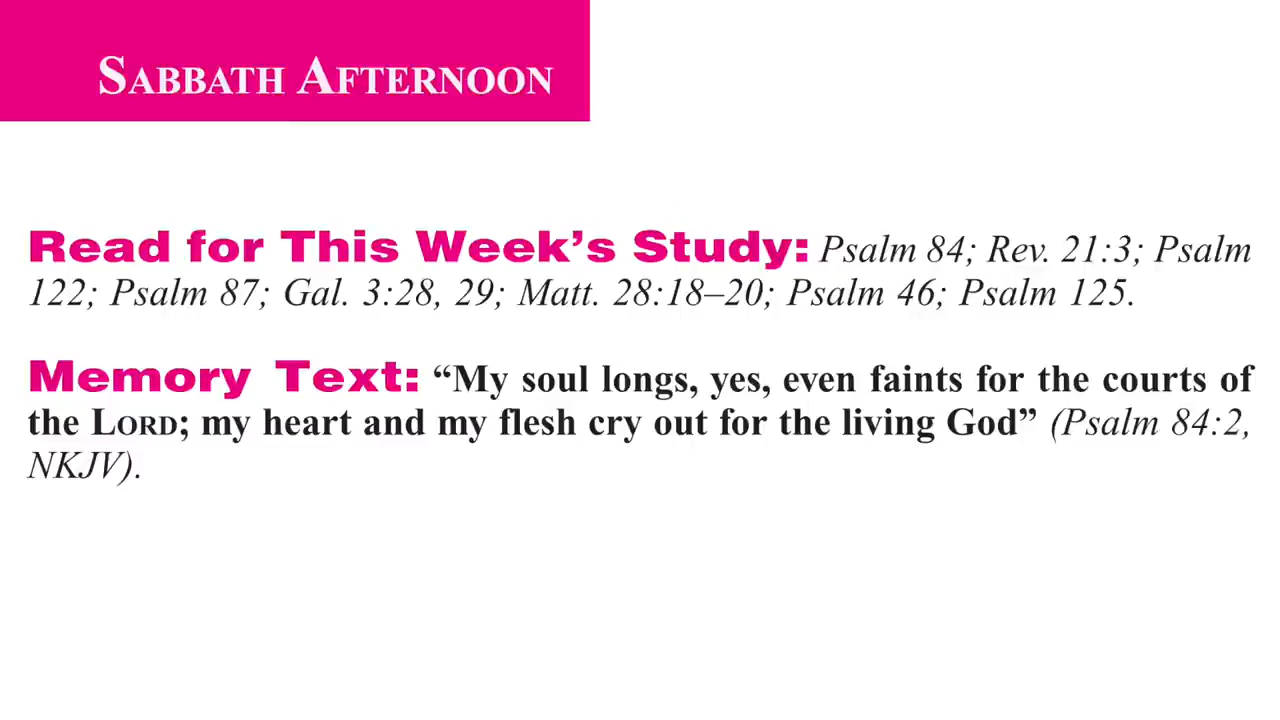 SABBATH AFTERNOON
Read for This Week’s Study: Psalm 84; Rev. 21:3; Psalm
122; Psalm 87; Gal. 3:28, 29; Matt. 28:18–20; Psalm 46; Psalm 125.
Memory Text: “My soul longs, yes, even faints for the courts of
the LORD; my heart and my flesh cry out for the living God” (Psalm 84:2,
NKJV).